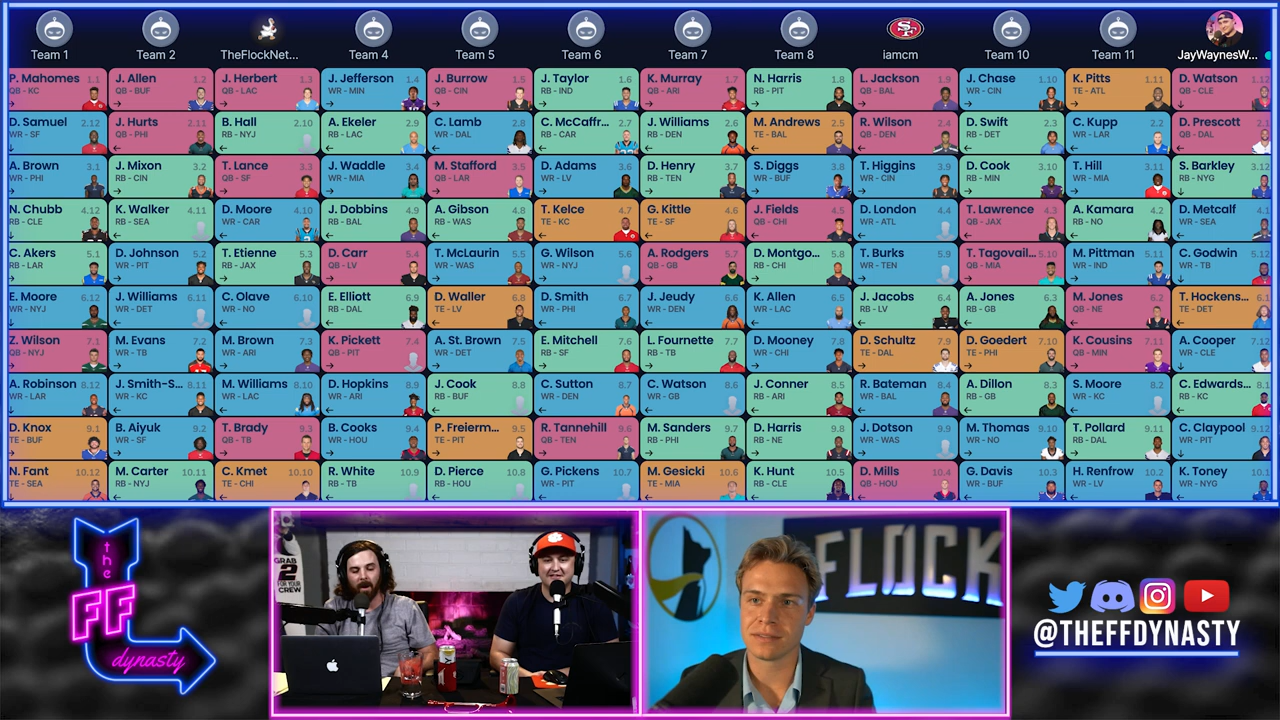 Team 1 Team 2 TheFlockNet... Team 4 Team 5 Team 6 Team 7 Team 8 iamcm Team 10 Team 11 JayWaynesW...
P. Mahomes 1.1 J. Allen 1.2 J. Herbert 1.3 J. Jefferson 1.4 J. Burrow 1.5 J. Taylor 1.6 K. Murray 1.7 N. Harris 1.8 L. Jackson 1.9 J. Chase 1.10 K. Pitts 1.11 D. Watson 1.12
QB - KC QB - BUF QB - LAC WR - MIN QB - CIN RB - IND QB - ARI RB - PIT QB - BAL WR - CIN TE - ATL QB - CLE
D. Samuel 2.12 J. Hurts 2.11 B. Hall 2.10 A. Ekeler 2.9 C. Lamb 2.8 C. McCaffr... 2.7 J. Williams 2.6 M. Andrews 2.5 R. Wilson 2.4 D. Swift 2.3 C. Kupp 2.2 D. Prescott
WR - SF QB - PHI RB - NYJ RB - LAC WR - DAL RB - CAR RB - DEN TE - BAL QB - DEN RB - DET WR - LAR QB - DAL
A. Brown 3.1 J. Mixon 3.2 T. Lance 3.3 J. Waddle 3.4 M. Stafford 3.5 D. Adams 3.6 D. Henry 3.7 S. Diggs 3.8 T. Higgins 3.9 D. Cook 3.10 T. Hill 3.11 S. Barkley 3.12
WR - PHI RB - CIN QB - SF WR - MIA QB - LAR WR - LV RB - TEN WR - BUF WR - CIN RB - MIN WR - MIA RB - NYG
N. Chubb 4.12 K. Walker 4.11 D. Moore 4.10 J. Dobbins 4.9 A. Gibson 4.8 T. Kelce 4.7 G. Kittle 4.6 J. Fields 4.5 D. London 4.4 T. Lawrence 4.3 A. Kamara 4.2 D. Metcalf
RB - CLE RB - SEA WR - CAR RB - BAL RB - WAS TE - KC TE - SF QB - CHI WR - ATL QB - JAX RB - NO WR - SEA
C. Akers 5.1 D. Johnson 5.2 T. Etienne 5.3 D. Carr 5.4 T. McLaurin 5.5 G. Wilson 5.6 A. Rodgers 5.7 D. Montgo... 5.8 T. Burks 5.9 T. Tagovail... 5.10 M. Pittman 5.11 C. Godwin 5.12
RB - LAR WR - PIT RB - JAX QB - LV WR - WAS WR - NYJ QB - GB RB - CHI WR - TEN QB - MIA WR - IND WR - TB
E. Moore 6.12 J. Williams 6.11 C. Olave 6.10 E. Elliott 6.9 D. Waller 6.8 D. Smith 6.7 J. Jeudy 6.6 K. Allen 6.5 J. Jacobs 6.4 A. Jones 6.3 M. Jones 6.2 T. Hockens...
WR - NYJ WR - DET WR - NO RB - DAL TE - LV WR - PHI WR - DEN WR - LAC RB - LV RB - GB QB - NE TE - DET
Z. Wilson 7.1 M. Evans 7.2 M. Brown 7.3 K. Pickett 7.4 A. St. Brown 7.5 E. Mitchell 7.6 L. Fournette 7.7 D. Mooney 7.8 D. Schultz 7.9 D. Goedert 7.10 K. Cousins 7.11 A. Cooper 7.12
QB - NYJ WR - TB WR - ARI QB - PIT WR - DET RB - SF RB - TB WR - CHI TE - DAL TE - PHI QB - MIN WR - CLE
A. Robinson 8.12 J. Smith-S... 8.11 M. Williams 8.10 D. Hopkins 8.9 J. Cook 8.8 C. Sutton 8.7 C. Watson 8.6 J. Conner 8.5 R. Bateman 8.4 A. Dillon 8.3 S. Moore 8.2 C. Edwards...
WR - LAR WR - KC WR - LAC WR - ARI RB - BUF WR - DEN WR - GB RB - ARI WR - BAL RB - GB WR - KC RB - KC
D. Knox 9.1 B. Aiyuk 9.2 T. Brady 9.3 B. Cooks 9.4 P. Freierm... 9.5 R. Tannehill 9.6 M. Sanders 9.7 D. Harris 9.8 J. Dotson 9.9 M. Thomas 9.10 T. Pollard 9.11 C. Claypool 9.12
TE - BUF WR - SF QB - TB WR - HOU TE - PIT QB - TEN RB - PHI RB - NE WR - WAS WR - NO RB - DAL WR - PIT
N. Fant 10.12 M. Carter 10.11 C. Kmet 10.10 R. White 10.9 D. Pierce 10.8 G. Pickens 10.7 M. Gesicki 10.6 K. Hunt 10.5 D. Mills 10.4 G. Davis 10.3 H. Renfrow 10.2 K. Toney
TE - SEA RB - NYJ TE - CHI RB - TB RB - HOU WR - PIT TE - MIA RB - CLE QB - HOU WR - BUF WR - LV WR - NYG
the
FF
dynasty
GRAB
2
FOR YOUR
CREW
FLOCK
@THEFFDYNASTY